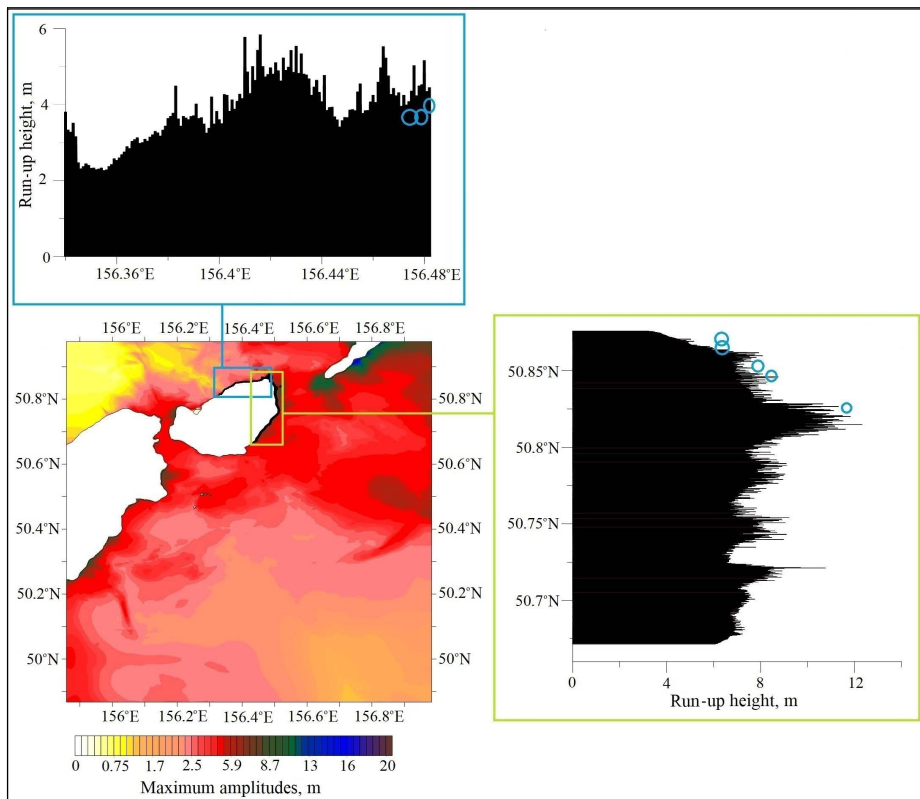 6
4
2
0
Run-up height, m
156.36°E
156.4°E
156.44°E
156.48°E
156°E 156.2°E 156.4°E 156.6°E 156.8°E
50.8°N
50.6°N
50.4°N
50.2°N
50°N
50.8°N
50.6°N
50.4°N
50.2°N
50°N
156°E 156.2°E 156.4°E 156.6°E 156.8°E
0 0.75 1.7 2.5 5.9 8.7 13 16 20
Maximum amplitudes, m
50.85°N
50.8°N
50.75°N
50.7°N
0 4 8 12
Run-up height, m